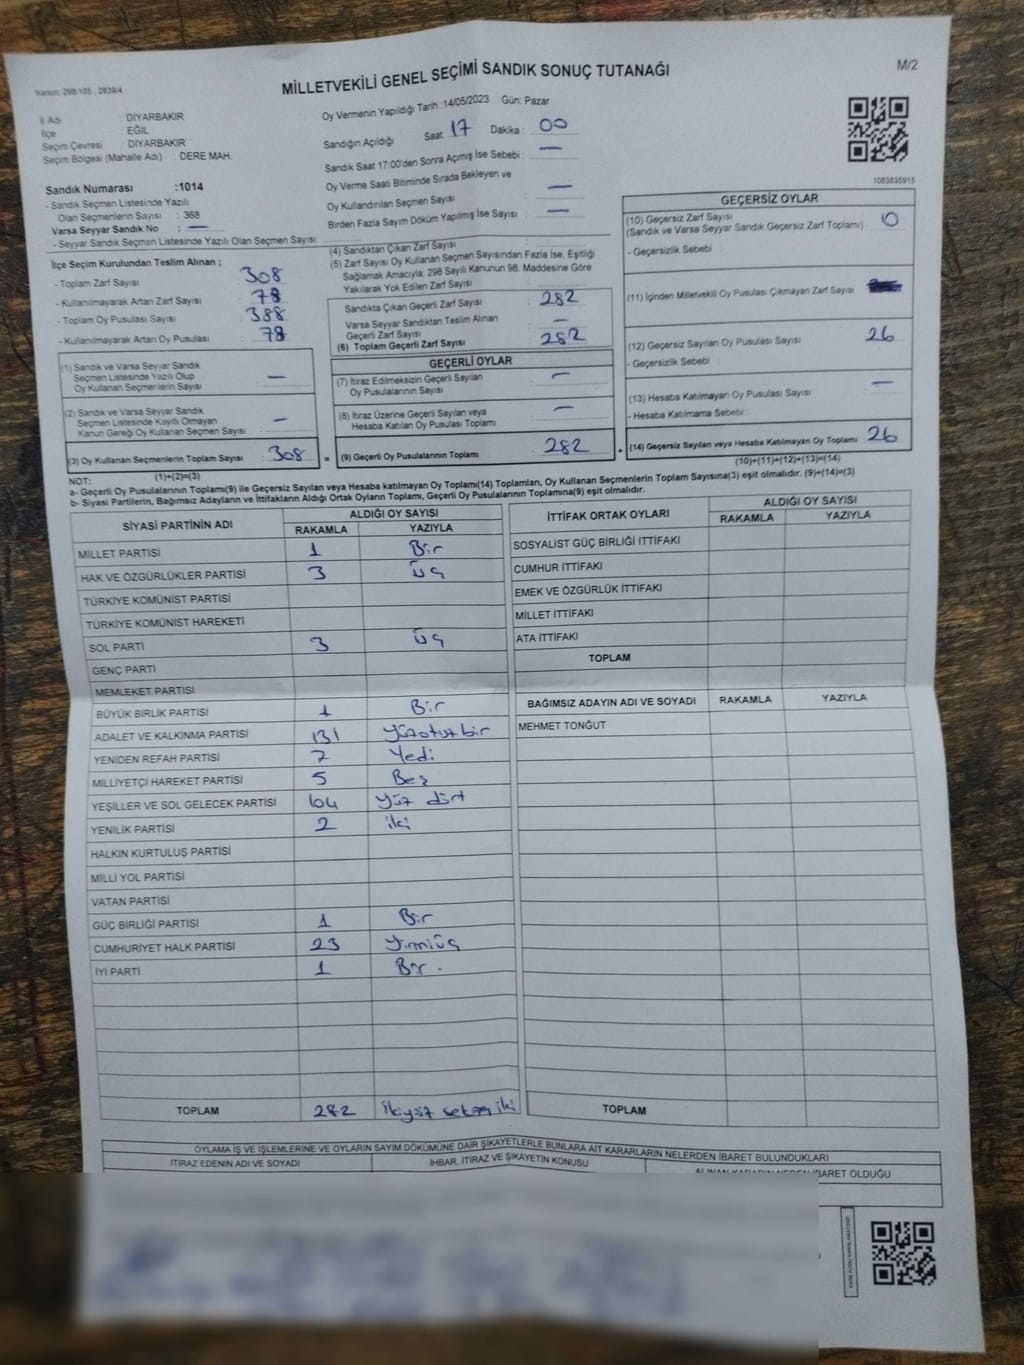 Kanun: 298/105 , 2839/4
MİLLETVEKİLİ GENEL SEÇİMİ SANDIK SONUÇ TUTANAĞI
M/2
İl Adı : DİYARBAKIR
İlçe : EĞİL
Seçim Çevresi : DİYARBAKIR
Seçim Bölgesi (Mahalle Adı) : DERE MAH.
Sandık Numarası :1014
- Sandık Seçmen Listesinde Yazılı
Olan Seçmenlerin Sayısı : 368
Varsa Seyyar Sandık No : —
- Seyyar Sandık Seçmen Listesinde Yazılı Olan Seçmen Sayısı:
Oy Vermenin Yapıldığı Tarih :14/05/2023 Gün: Pazar
Sandığın Açıldığı Saat 17 Dakika : 00
Sandık Saat 17:00'den Sonra Açımış İse Sebebi : —
Oy Verme Saati Bitiminde Sırada Bekleyen ve
Oy Kullandırılan Seçmen Sayısı : —
Birden Fazla Sayım Döküm Yapılmış İse Sayısı : —
1083835915
İlçe Seçim Kurulundan Teslim Alınan ;
- Toplam Zarf Sayısı : 308
- Kullanılmayarak Artan Zarf Sayısı : 78
- Toplam Oy Pusulası Sayısı : 388
- Kullanılmayarak Artan Oy Pusulası : 78
(1) Sandık ve Varsa Seyyar Sandık
Seçmen Listesinde Yazılı Olup
Oy Kullanan Seçmenlerin Sayısı : —
(2) Sandık ve Varsa Seyyar Sandık
Seçmen Listesinde Kayıtlı Olmayan
Kanun Gereği Oy Kullanan Seçmen Sayısı : —
(3) Oy Kullanan Seçmenlerin Toplam Sayısı : 308
(1)+(2)=(3)
(4) Sandıktan Çıkan Zarf Sayısı :
(5) Zarf Sayısı Oy Kullanan Seçmen Sayısından Fazla İse, Eşitliği
Sağlamak Amacıyla; 298 Sayılı Kanunun 98. Maddesine Göre
Yakılarak Yok Edilen Zarf Sayısı :
Sandıkta Çıkan Geçerli Zarf Sayısı : 282
Varsa Seyyar Sandıktan Teslim Alınan
Geçerli Zarf Sayısı : —
(6) Toplam Geçerli Zarf Sayısı : 282
GEÇERLİ OYLAR
(7) İtiraz Edilmeksizin Geçerli Sayılan
Oy Pusulalarının Sayısı : —
(8) İtiraz Üzerine Geçerli Sayılan veya
Hesaba Katılan Oy Pusulası Toplamı : —
= (9) Geçerli Oy Pusulalarının Toplamı : 282
GEÇERSİZ OYLAR
(10) Geçersiz Zarf Sayısı
(Sandık ve Varsa Seyyar Sandık Geçersiz Zarf Toplamı) : 0
- Geçersizlik Sebebi :
(11) İçinden Milletvekili Oy Pusulası Çıkmayan Zarf Sayısı :
(12) Geçersiz Sayılan Oy Pusulası Sayısı : 26
- Geçersizlik Sebebi :
(13) Hesaba Katılmayan Oy Pusulası Sayısı : —
- Hesaba Katılmama Sebebi :
+ (14) Geçersiz Sayılan veya Hesaba Katılmayan Oy Toplamı : 26
(10)+(11)+(12)+(13)=(14)
NOT:
a- Geçerli Oy Pusulalarının Toplamı(9) ile Geçersiz Sayılan veya Hesaba katılmayan Oy Toplamı(14) Toplamları, Oy Kullanan Seçmenlerin Toplam Sayısına(3) eşit olmalıdır. (9)+(14)=(3)
b- Siyasi Partilerin, Bağımsız Adayların ve İttifakların Aldığı Ortak Oyların Toplamı, Geçerli Oy Pusulalarının Toplamına(9) eşit olmalıdır.
SİYASİ PARTİNİN ADI ALDIĞI OY SAYISI
RAKAMLA YAZIYLA
MİLLET PARTİSİ 1 Bir
HAK VE ÖZGÜRLÜKLER PARTİSİ 3 Üç
TÜRKİYE KOMÜNİST PARTİSİ
TÜRKİYE KOMÜNİST HAREKETİ
SOL PARTİ 3 Üç
GENÇ PARTİ
MEMLEKET PARTİSİ
BÜYÜK BİRLİK PARTİSİ 1 Bir
ADALET VE KALKINMA PARTİSİ 131 Yüzotuzbir
YENİDEN REFAH PARTİSİ 7 Yedi
MİLLİYETÇİ HAREKET PARTİSİ 5 Beş
YEŞİLLER VE SOL GELECEK PARTİSİ 104 Yüz dört
YENİLİK PARTİSİ 2 iki
HALKIN KURTULUŞ PARTİSİ
MİLLİ YOL PARTİSİ
VATAN PARTİSİ
GÜÇ BİRLİĞİ PARTİSİ 1 Bir
CUMHURİYET HALK PARTİSİ 23 Yirmiüç
İYİ PARTİ 1 Bir.
TOPLAM 282 ikiyüz seksen iki
İTTİFAK ORTAK OYLARI ALDIĞI OY SAYISI
RAKAMLA YAZIYLA
SOSYALİST GÜÇ BİRLİĞİ İTTİFAKI
CUMHUR İTTİFAKI
EMEK VE ÖZGÜRLÜK İTTİFAKI
MİLLET İTTİFAKI
ATA İTTİFAKI
TOPLAM
BAĞIMSIZ ADAYIN ADI VE SOYADI RAKAMLA YAZIYLA
MEHMET TONĞUT
TOPLAM
OYLAMA İŞ VE İŞLEMLERİNE VE OYLARIN SAYIM DÖKÜMÜNE DAİR ŞİKAYETLERLE BUNLARA AİT KARARLARIN NELERDEN İBARET BULUNDUKLARI
İTİRAZ EDENİN ADI VE SOYADI İHBAR, İTİRAZ VE ŞİKAYETİN KONUSU ALINAN KARARIN NEDEN İBARET OLDUĞU